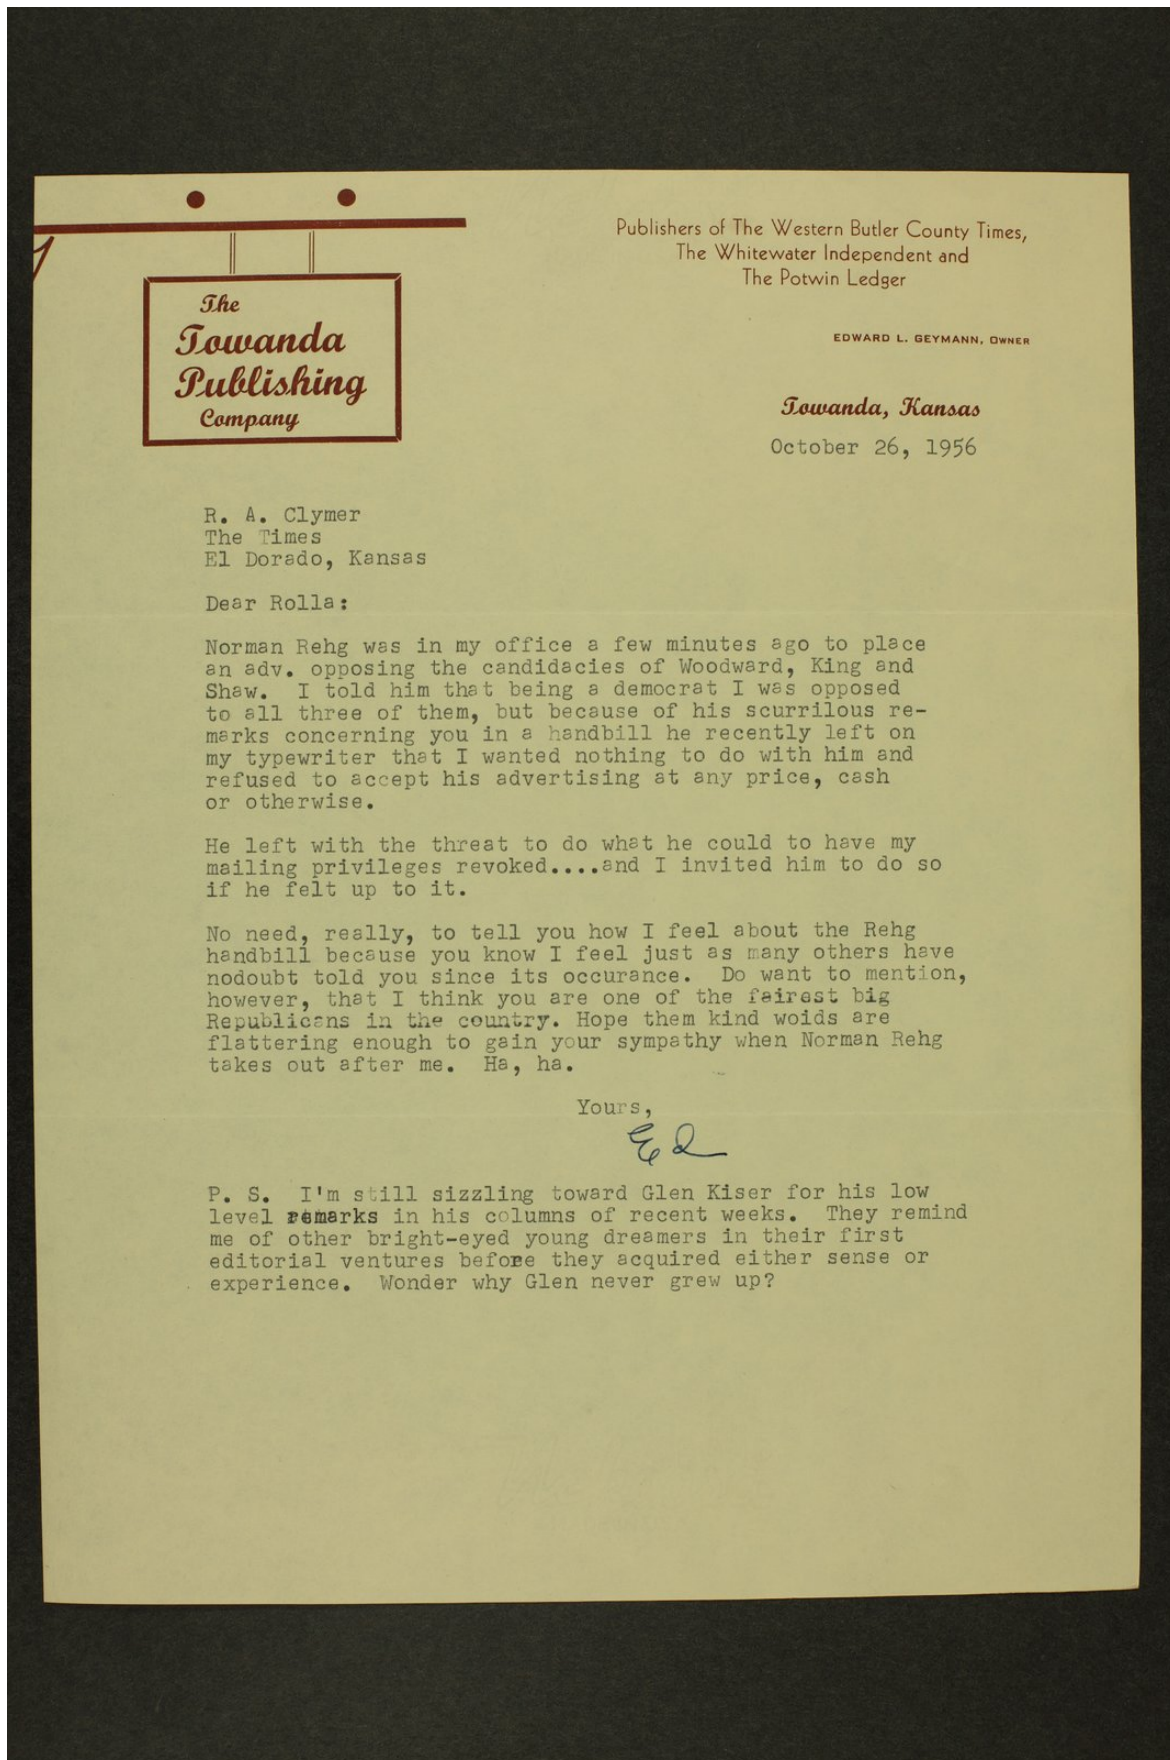 The
Towanda
Publishing
Company
Publishers of The Western Butler County Times,
The Whitewater Independent and
The Potwin Ledger
EDWARD L. GEYMANN, OWNER
Towanda, Kansas
October 26, 1956
R. A. Clymer
The Times
El Dorado, Kansas
Dear Rolla:
Norman Rehg was in my office a few minutes ago to place
an adv. opposing the candidacies of Woodward, King and
Shaw.  I told him that being a democrat I was opposed
to all three of them, but because of his scurrilous re-
marks concerning you in a handbill he recently left on
my typewriter that I wanted nothing to do with him and
refused to accept his advertising at any price, cash
or otherwise.
He left with the threat to do what he could to have my
mailing privileges revoked....and I invited him to do so
if he felt up to it.
No need, really, to tell you how I feel about the Rehg
handbill because you know I feel just as many others have
nodoubt told you since its occurance.  Do want to mention,
however, that I think you are one of the fairest big
Republicans in the country. Hope them kind woids are
flattering enough to gain your sympathy when Norman Rehg
takes out after me.  Ha, ha.
Yours,
Ed
P. S.  I'm still sizzling toward Glen Kiser for his low
level remarks in his columns of recent weeks.  They remind
me of other bright-eyed young dreamers in their first
editorial ventures before they acquired either sense or
experience.  Wonder why Glen never grew up?